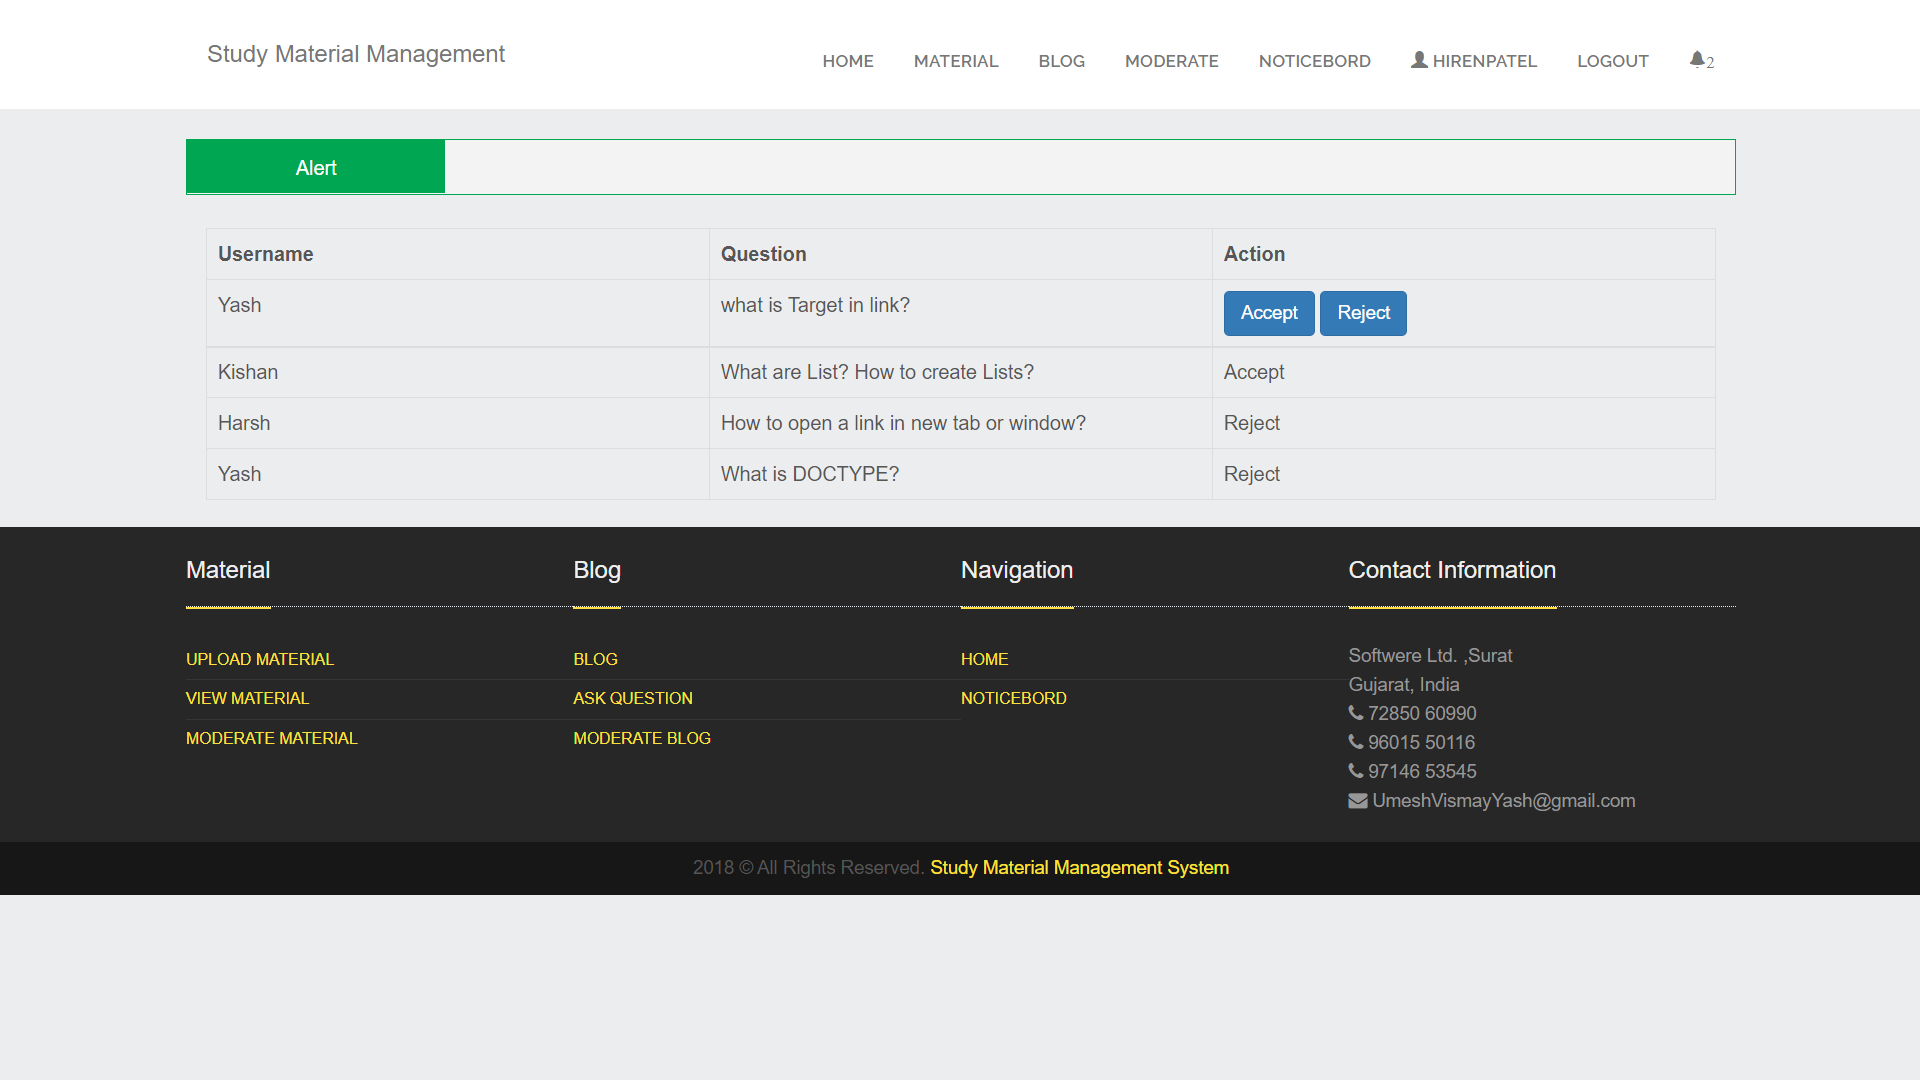 Study Material Management
HOME MATERIAL BLOG MODERATE NOTICEBORD HIRENPATEL LOGOUT 2
Alert
Username Question Action
Yash what is Target in link? Accept Reject
Kishan What are List? How to create Lists? Accept
Harsh How to open a link in new tab or window? Reject
Yash What is DOCTYPE? Reject
Material Blog Navigation Contact Information
UPLOAD MATERIAL BLOG HOME Softwere Ltd. ,Surat
Gujarat, India
VIEW MATERIAL ASK QUESTION NOTICEBORD
72850 60990
MODERATE MATERIAL MODERATE BLOG 96015 50116
97146 53545
UmeshVismayYash@gmail.com
2018 © All Rights Reserved. Study Material Management System